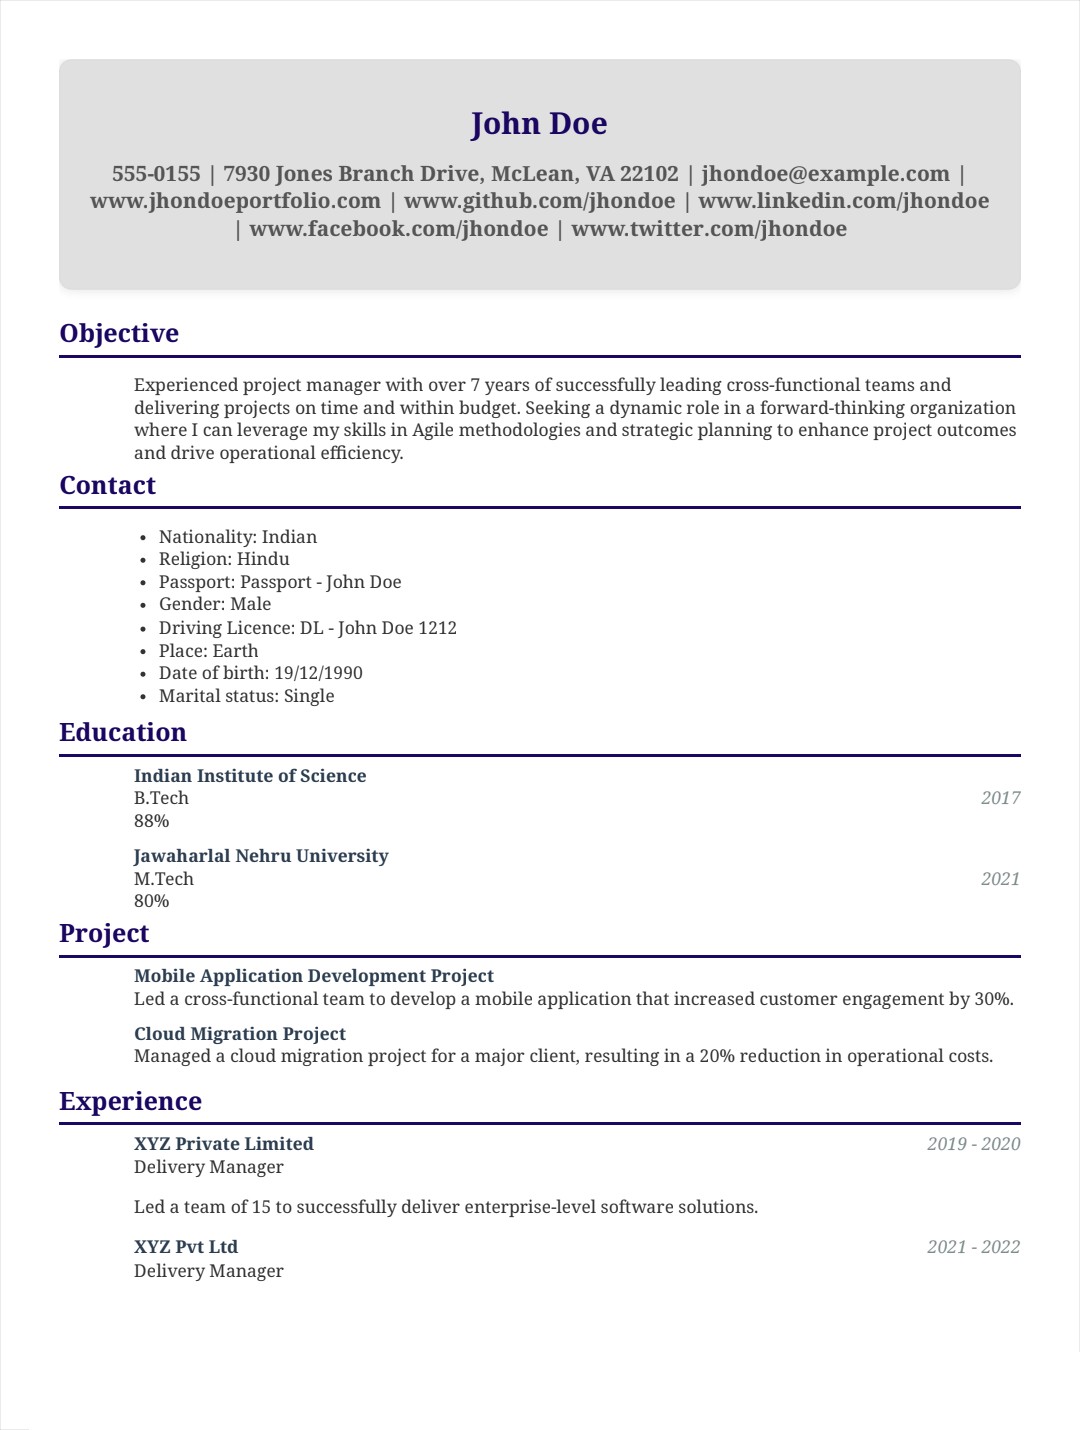 John Doe
555-0155 | 7930 Jones Branch Drive, McLean, VA 22102 | jhondoe@example.com |
www.jhondoeportfolio.com | www.github.com/jhondoe | www.linkedin.com/jhondoe
| www.facebook.com/jhondoe | www.twitter.com/jhondoe
Objective
Experienced project manager with over 7 years of successfully leading cross-functional teams and
delivering projects on time and within budget. Seeking a dynamic role in a forward-thinking organization
where I can leverage my skills in Agile methodologies and strategic planning to enhance project outcomes
and drive operational efficiency.
Contact
• Nationality: Indian
• Religion: Hindu
• Passport: Passport - John Doe
• Gender: Male
• Driving Licence: DL - John Doe 1212
• Place: Earth
• Date of birth: 19/12/1990
• Marital status: Single
Education
Indian Institute of Science
B.Tech 2017
88%
Jawaharlal Nehru University
M.Tech 2021
80%
Project
Mobile Application Development Project
Led a cross-functional team to develop a mobile application that increased customer engagement by 30%.
Cloud Migration Project
Managed a cloud migration project for a major client, resulting in a 20% reduction in operational costs.
Experience
XYZ Private Limited 2019 - 2020
Delivery Manager
Led a team of 15 to successfully deliver enterprise-level software solutions.
XYZ Pvt Ltd 2021 - 2022
Delivery Manager